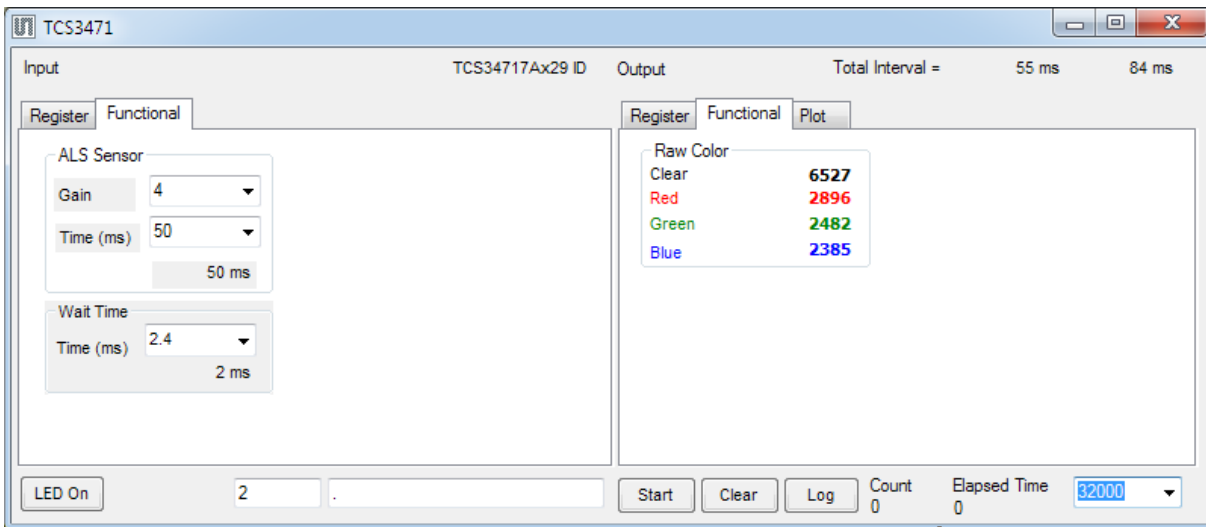 TCS3471
Input TCS34717Ax29 ID Output Total Interval = 55 ms 84 ms
Register Functional
Register Functional Plot
ALS Sensor
Gain 4
Time (ms) 50
50 ms
Wait Time
Time (ms) 2.4
2 ms
Raw Color
Clear 6527
Red 2896
Green 2482
Blue 2385
LED On 2 .
Start Clear Log Count 0 Elapsed Time 0 32000